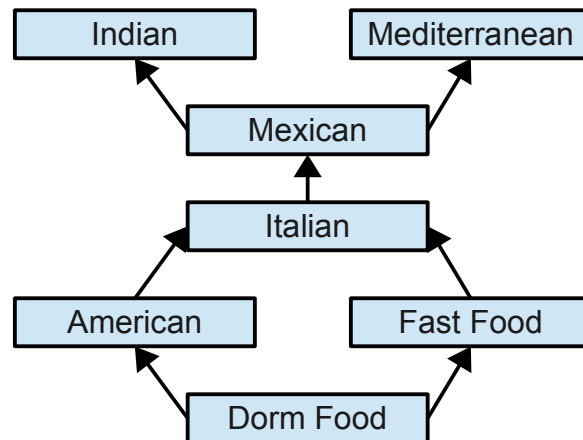 Indian
Mediterranean
Mexican
Italian
American
Fast Food
Dorm Food